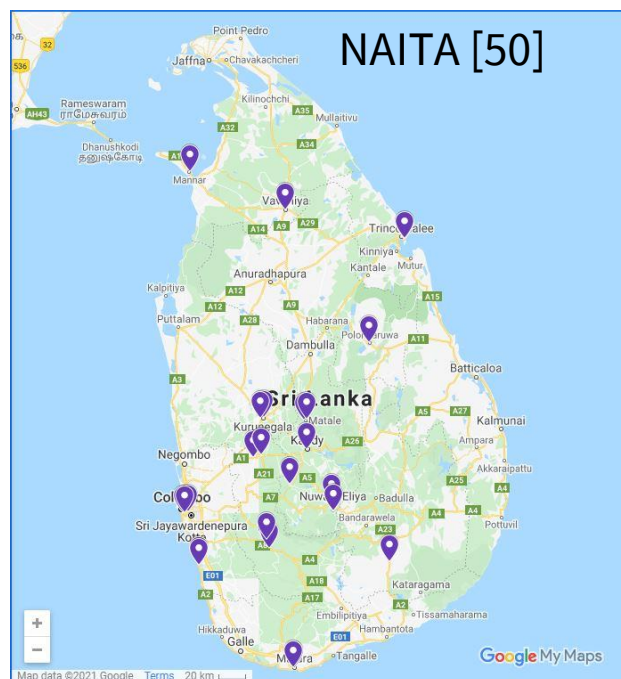 NAITA [50]
கை
32
536
AH43
Rameswaram
ராமேசுவரம்
Dhanushkodi
தனுஷ்கோடி
Point Pedro
Jaffna
Chavakachcheri
Kilinochchi
A35
Mullaitivu
A32
A34
Mannar
A14
A9
A29
Kinniya
Mutur
Kantale
Anuradhapura
Kalpitiya
A12
A12
A15
Puttalam
A28
A9
Habarana
Dambulla
A11
A3
Batticaloa
Sri Lanka
Matale
A5
A27
Kalmunai
Kurunegala
Kandy
A26
Ampara
Negombo
A1
A21
A5
Akkaraipattu
A25
A7
Nuwara Eliya
Badulla
Colombo
Sri Jayawardenepura
Kotte
Bandarawela
A4
Pottuvil
A23
A4
A4
E01
A18
A2
A17
Kataragama
A2
Tissamaharama
Embilipitiya
Hambantota
Hikkaduwa
Galle
Matara
Tangalle
+
−
Google My Maps
Map data ©2021 Google Terms 20 km